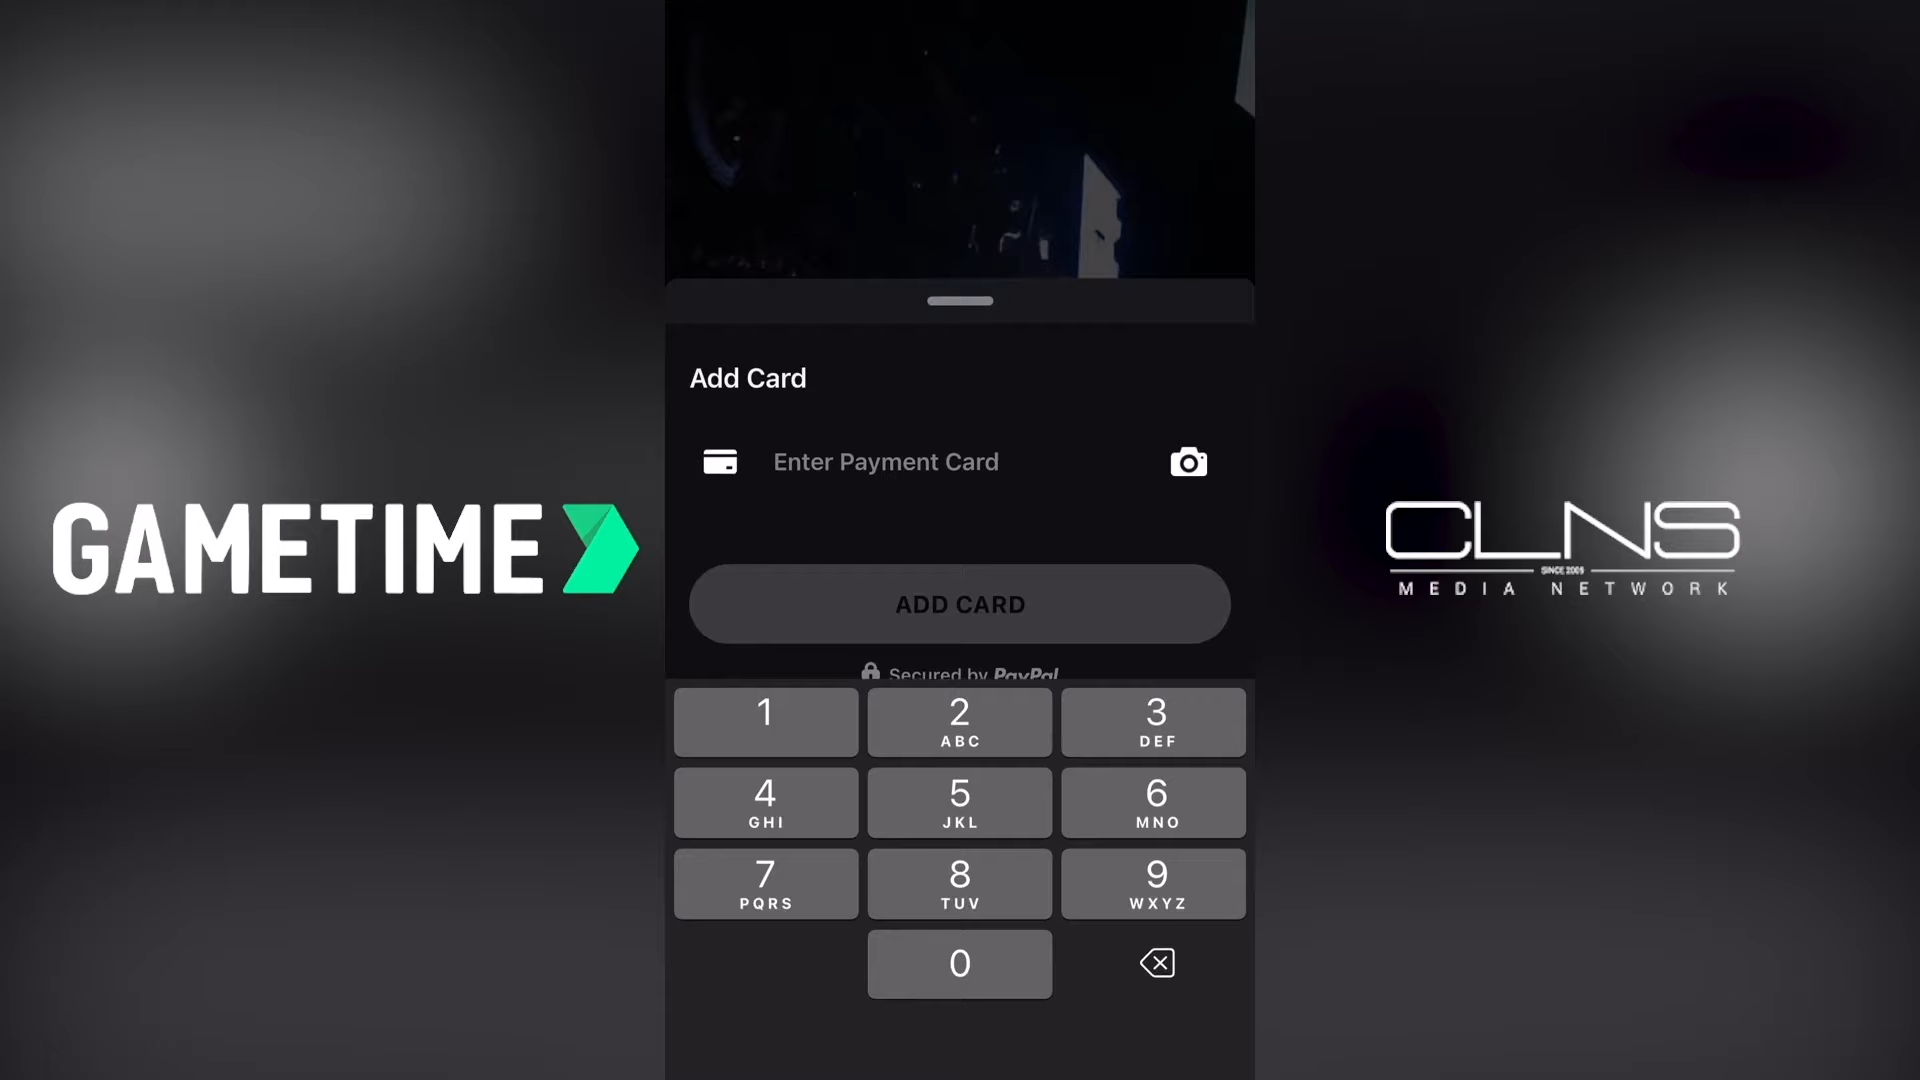 Add Card
Enter Payment Card
GAMETIME
CLNS
SINCE 2005
MEDIA NETWORK
ADD CARD
Secured by PayPal
1
2
ABC
3
DEF
4
GHI
5
JKL
6
MNO
7
PQRS
8
TUV
9
WXYZ
0